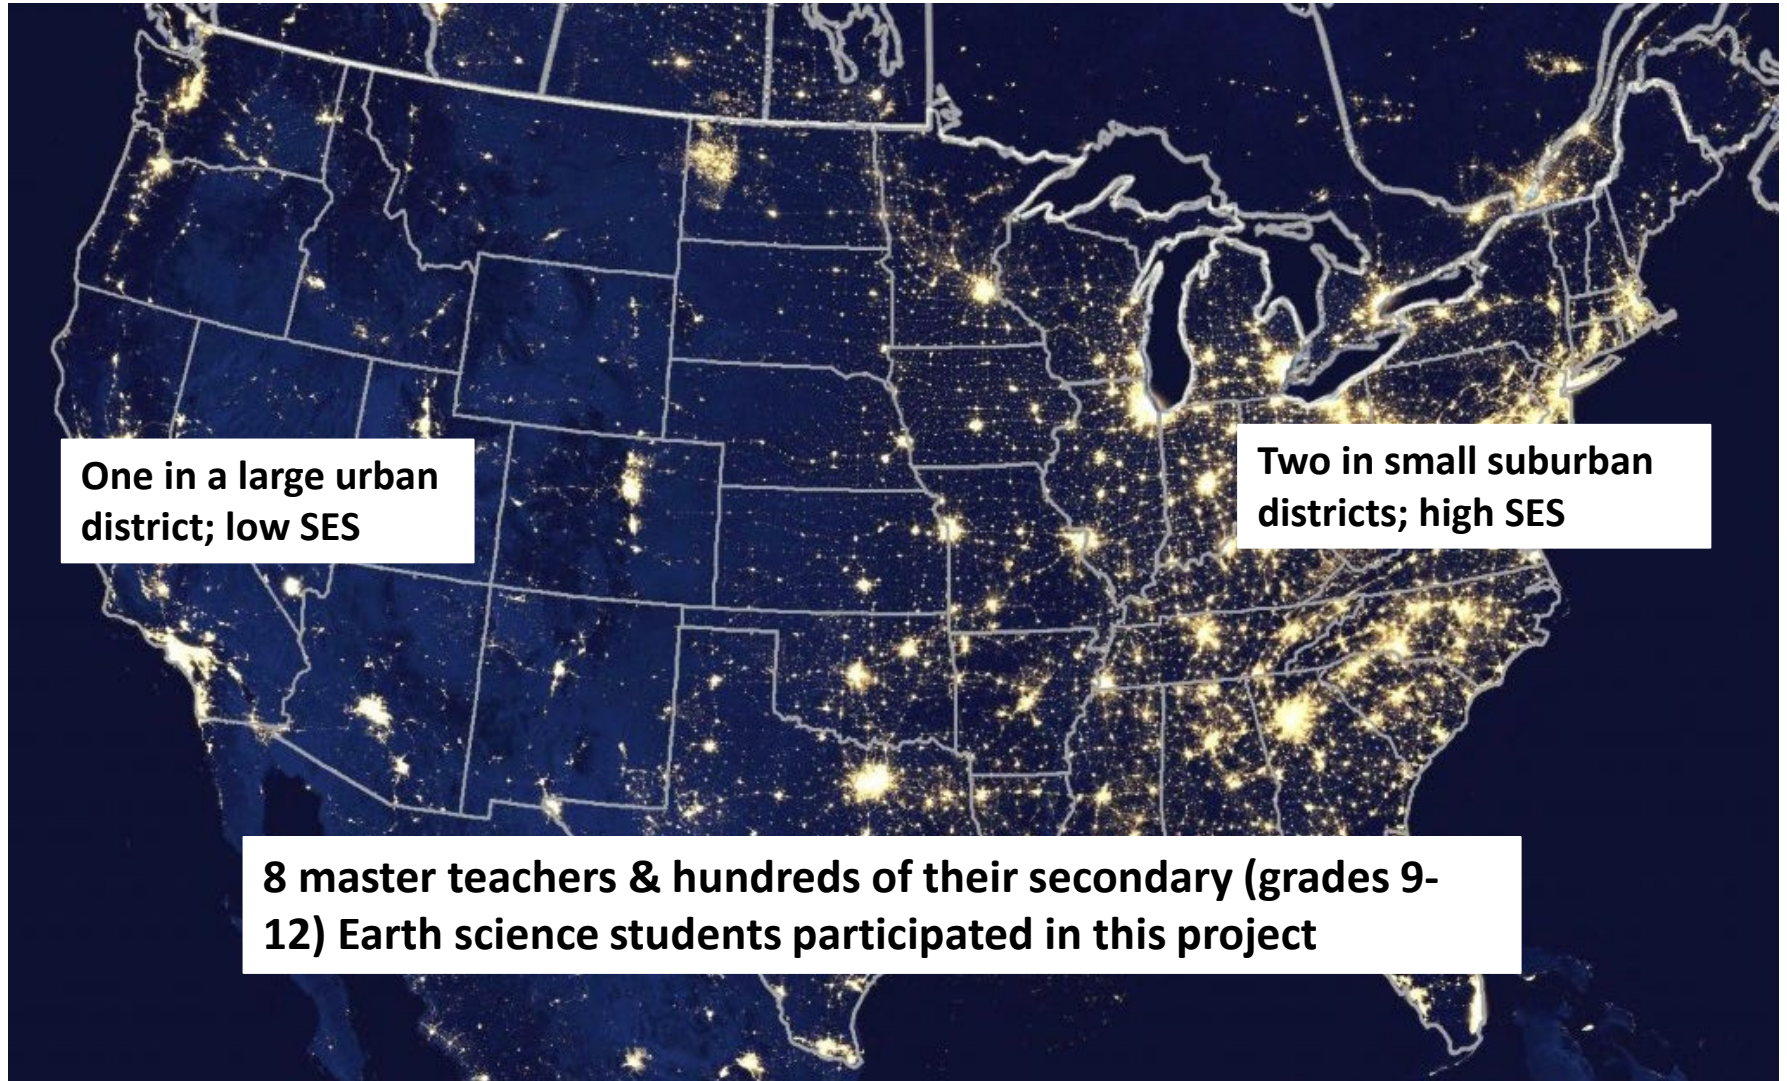 One in a large urban
district; low SES
Two in small suburban
districts; high SES
8 master teachers & hundreds of their secondary (grades 9-
12) Earth science students participated in this project